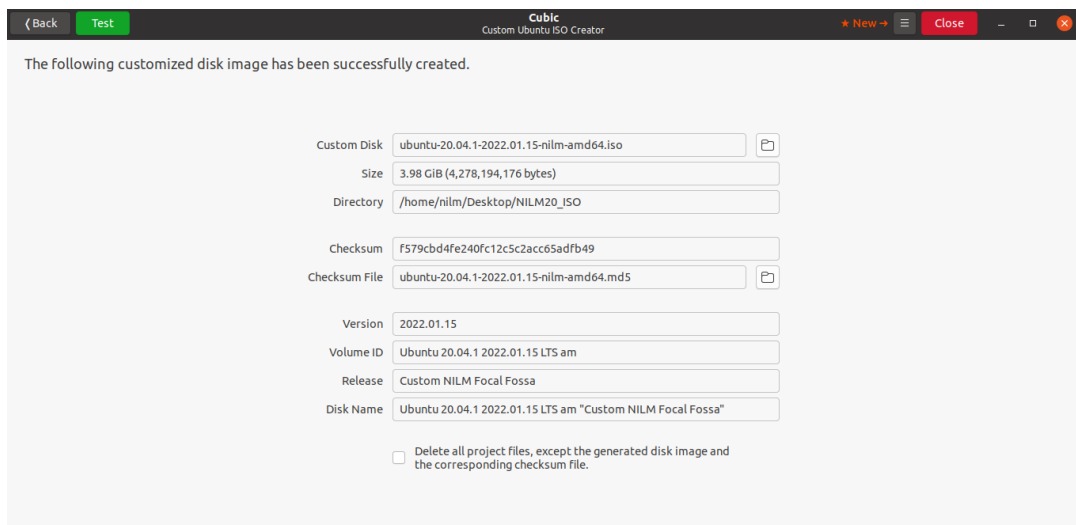 Back
Test
Cubic
Custom Ubuntu ISO Creator
★ New →
Close
The following customized disk image has been successfully created.
Custom Disk ubuntu-20.04.1-2022.01.15-nilm-amd64.iso
Size 3.98 GiB (4,278,194,176 bytes)
Directory /home/nilm/Desktop/NILM20_ISO
Checksum f579cbd4fe240fc12c5c2acc65adfb49
Checksum File ubuntu-20.04.1-2022.01.15-nilm-amd64.md5
Version 2022.01.15
Volume ID Ubuntu 20.04.1 2022.01.15 LTS am
Release Custom NILM Focal Fossa
Disk Name Ubuntu 20.04.1 2022.01.15 LTS am "Custom NILM Focal Fossa"
Delete all project files, except the generated disk image and
the corresponding checksum file.